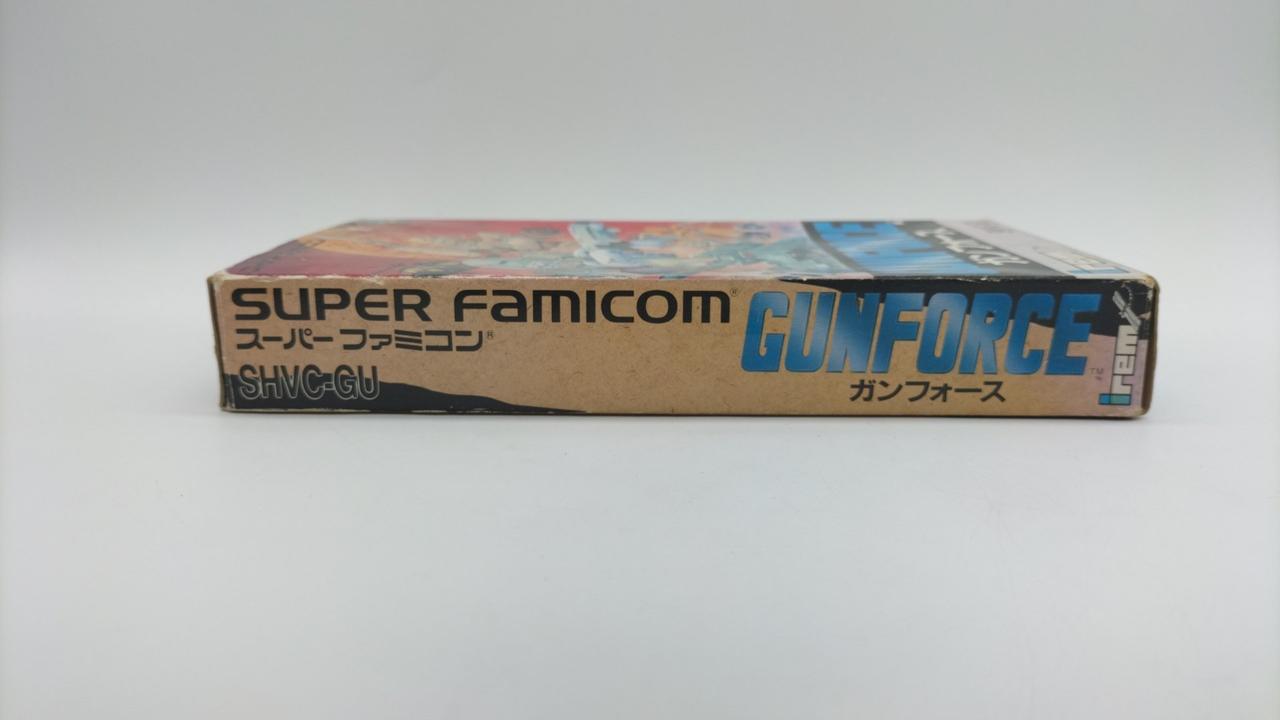 SUPER FAMICOM®
スーパー ファミコン®
SHVC-GU
GUNFORCE™
ガンフォース
irem